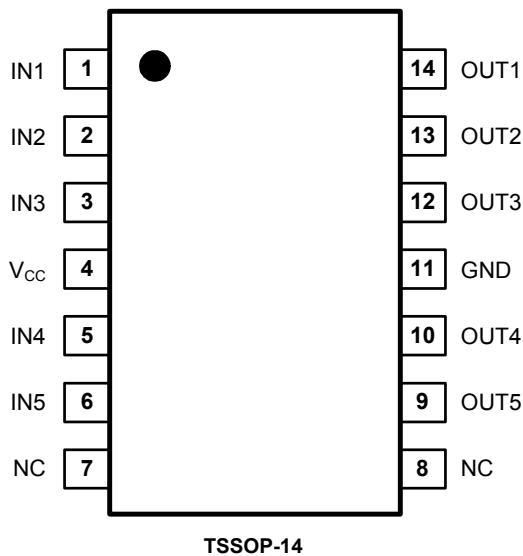 IN1 1 14 OUT1
IN2 2 13 OUT2
IN3 3 12 OUT3
VCC 4 11 GND
IN4 5 10 OUT4
IN5 6 9 OUT5
NC 7 8 NC
TSSOP-14